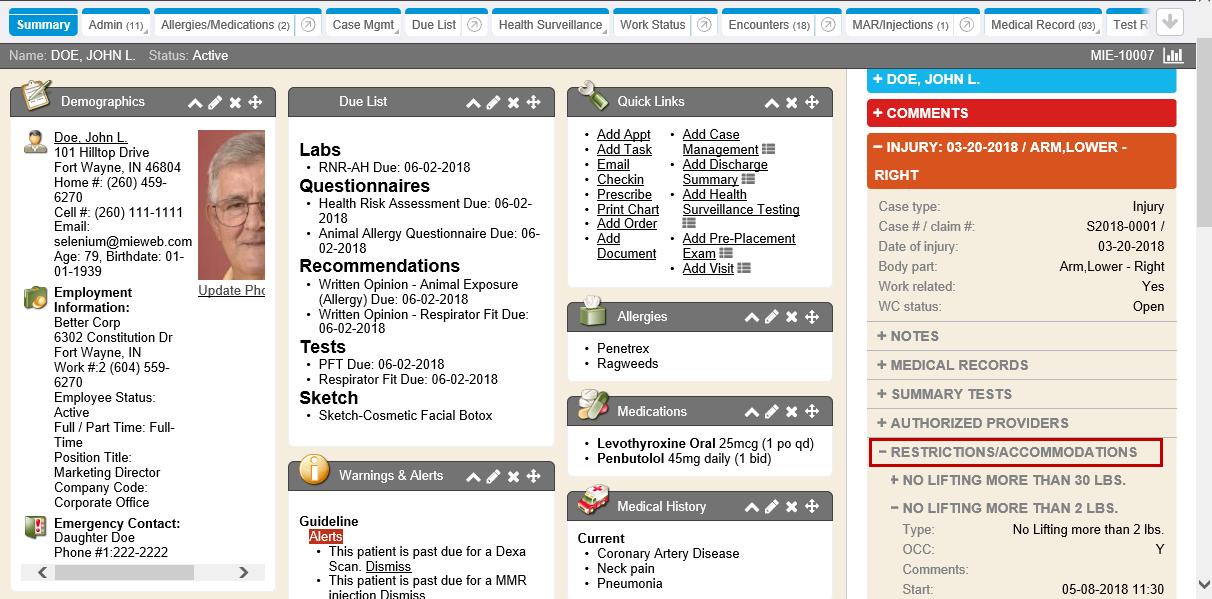 Summary Admin (11) Allergies/Medications (2) Case Mgmt Due List Health Surveillance Work Status Encounters (18) MAR/Injections (1) Medical Record (93) Test R
Name: DOE, JOHN L. Status: Active MIE-10007
Demographics
Doe, John L.
101 Hilltop Drive
Fort Wayne, IN 46804
Home #: (260) 459-
6270
Cell #: (260) 111-1111
Email:
selenium@mieweb.com
Age: 79, Birthdate: 01-
01-1939
Update Pho
Employment
Information:
Better Corp
6302 Constitution Dr
Fort Wayne, IN
Work #:2 (604) 559-
6270
Employee Status:
Active
Full / Part Time: Full-
Time
Position Title:
Marketing Director
Company Code:
Corporate Office
Emergency Contact:
Daughter Doe
Phone #1:222-2222
Due List
Labs
• RNR-AH Due: 06-02-2018
Questionnaires
• Health Risk Assessment Due: 06-02-
2018
• Animal Allergy Questionnaire Due: 06-
02-2018
Recommendations
• Written Opinion - Animal Exposure
(Allergy) Due: 06-02-2018
• Written Opinion - Respirator Fit Due:
06-02-2018
Tests
• PFT Due: 06-02-2018
• Respirator Fit Due: 06-02-2018
Sketch
• Sketch-Cosmetic Facial Botox
Warnings & Alerts
Guideline
Alerts
• This patient is past due for a Dexa
Scan. Dismiss
• This patient is past due for a MMR
injection Dismiss
Quick Links
• Add Appt
• Add Task
• Email
• Checkin
• Prescribe
• Print Chart
• Add Order
• Add
Document
• Add Case
Management
• Add Discharge
Summary
• Add Health
Surveillance Testing
• Add Pre-Placement
Exam
• Add Visit
Allergies
• Penetrex
• Ragweeds
Medications
• Levothyroxine Oral 25mcg (1 po qd)
• Penbutolol 45mg daily (1 bid)
Medical History
Current
• Coronary Artery Disease
• Neck pain
• Pneumonia
+ DOE, JOHN L.
+ COMMENTS
− INJURY: 03-20-2018 / ARM,LOWER -
RIGHT
Case type: Injury
Case # / claim #: S2018-0001 /
Date of injury: 03-20-2018
Body part: Arm,Lower - Right
Work related: Yes
WC status: Open
+ NOTES
+ MEDICAL RECORDS
+ SUMMARY TESTS
+ AUTHORIZED PROVIDERS
− RESTRICTIONS/ACCOMMODATIONS
+ NO LIFTING MORE THAN 30 LBS.
− NO LIFTING MORE THAN 2 LBS.
Type: No Lifting more than 2 lbs.
OCC: Y
Comments:
Start: 05-08-2018 11:30